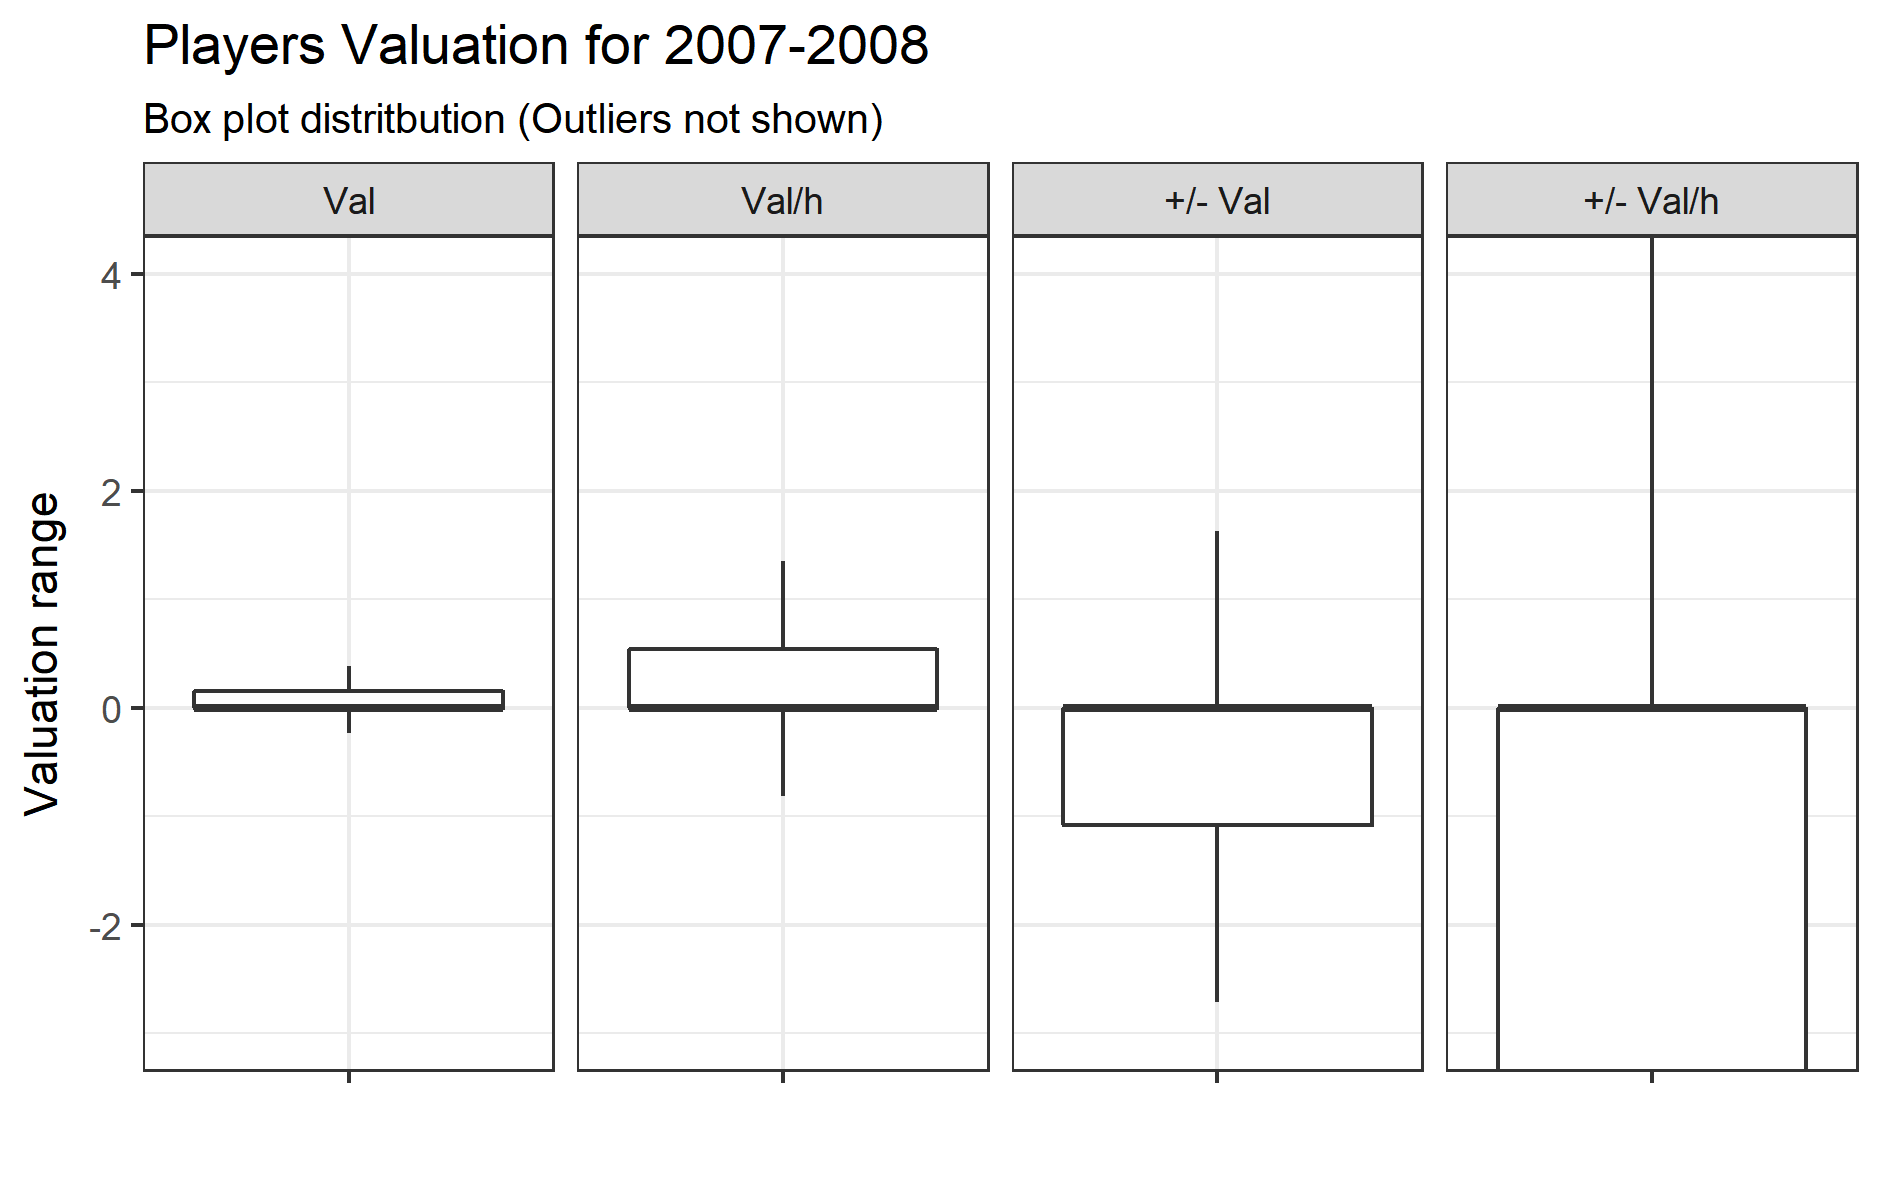 Players Valuation for 2007-2008
Box plot distritbution (Outliers not shown)
Val
Val/h
+/- Val
+/- Val/h
Valuation range
4
2
0
-2